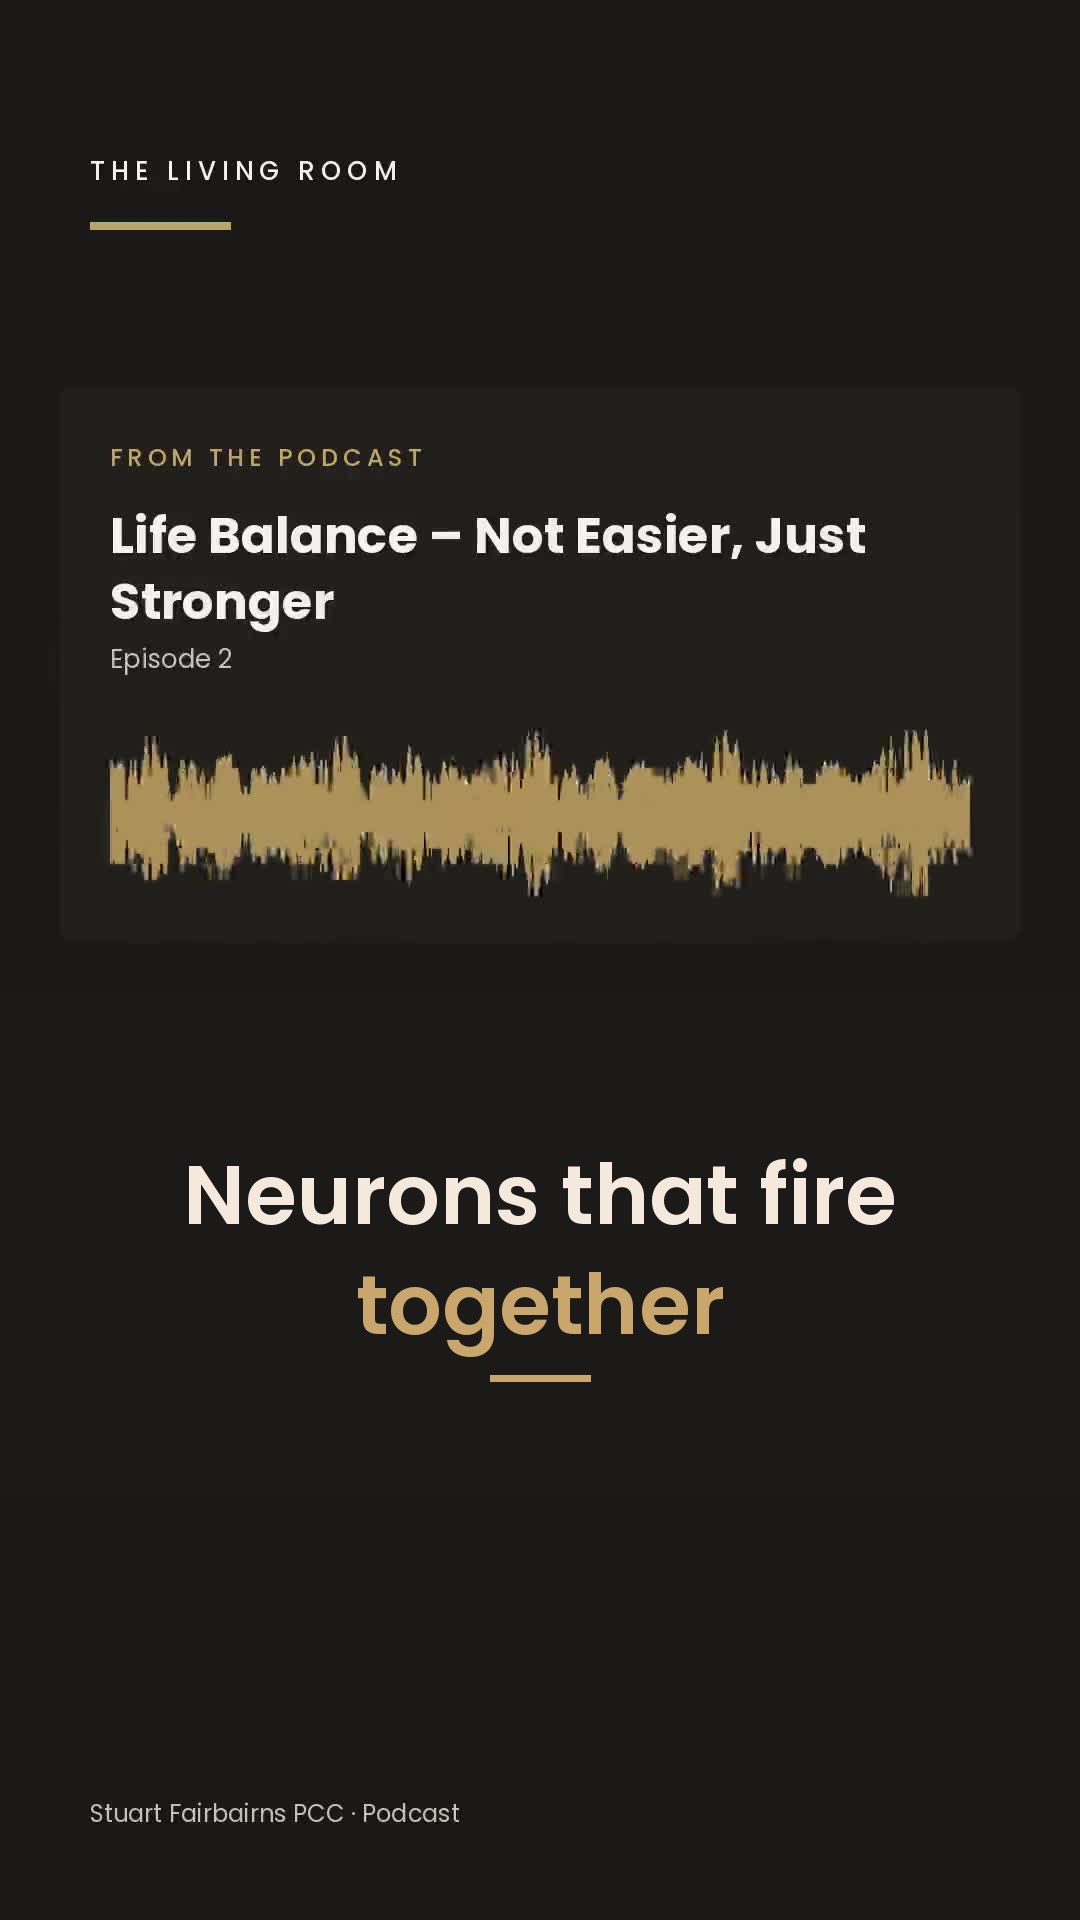 THE LIVING ROOM
FROM THE PODCAST
Life Balance – Not Easier, Just
Stronger
Episode 2
Neurons that fire
together
Stuart Fairbairns PCC · Podcast